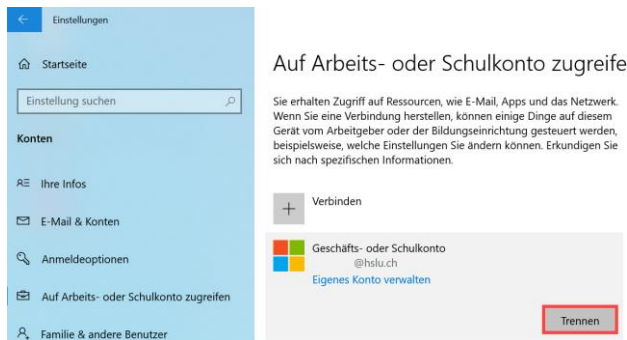 Einstellungen
Startseite
Einstellung suchen
Konten
Ihre Infos
E-Mail & Konten
Anmeldeoptionen
Auf Arbeits- oder Schulkonto zugreifen
Familie & andere Benutzer
Auf Arbeits- oder Schulkonto zugreife
Sie erhalten Zugriff auf Ressourcen, wie E-Mail, Apps und das Netzwerk.
Wenn Sie eine Verbindung herstellen, können einige Dinge auf diesem
Gerät vom Arbeitgeber oder der Bildungseinrichtung gesteuert werden,
beispielsweise, welche Einstellungen Sie ändern können. Erkundigen Sie
sich nach spezifischen Informationen.
Verbinden
Geschäfts- oder Schulkonto
@hslu.ch
Eigenes Konto verwalten
Trennen